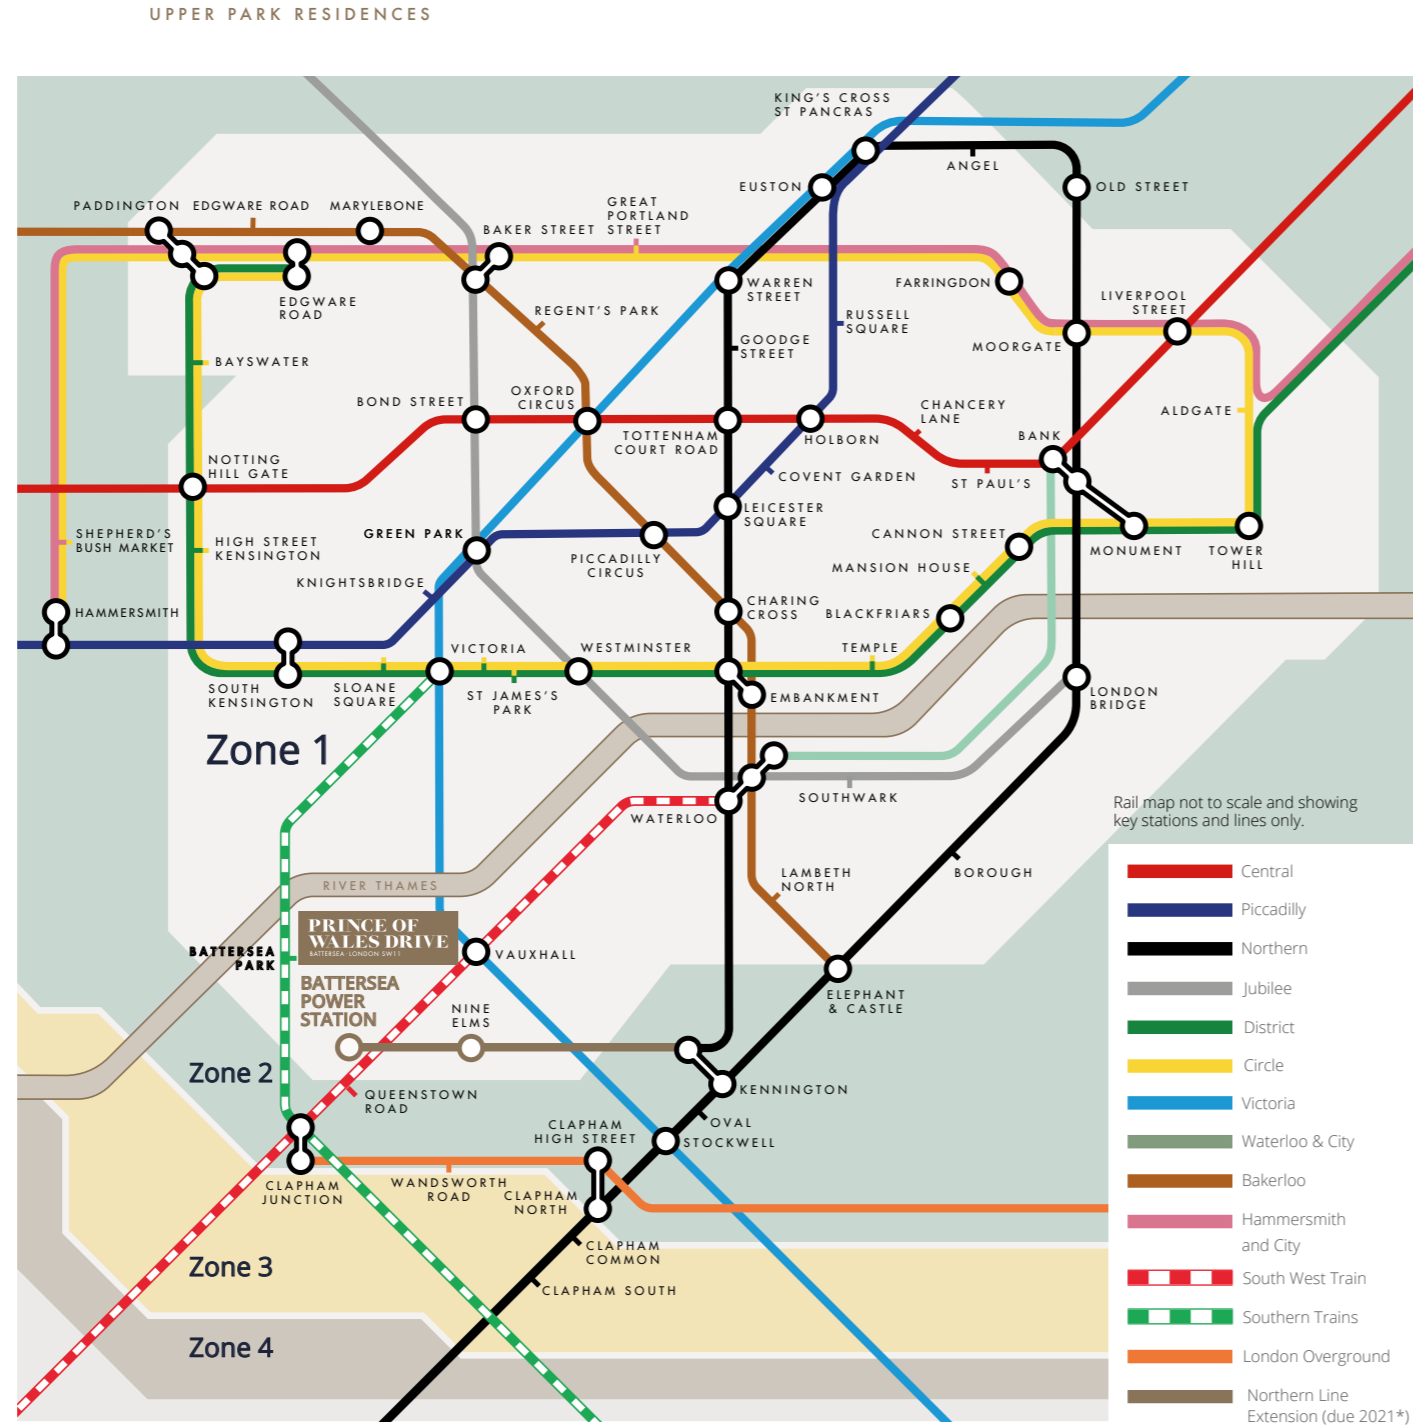 UPPER PARK RESIDENCES
KING'S CROSS
ST PANCRAS
ANGEL
EUSTON
OLD STREET
PADDINGTON
EDGWARE ROAD
MARYLEBONE
GREAT
PORTLAND
STREET
BAKER STREET
WARREN
STREET
FARRINGDON
LIVERPOOL
STREET
EDGWARE
ROAD
REGENT'S PARK
RUSSELL
SQUARE
GOODGE
STREET
MOORGATE
BAYSWATER
BOND STREET
OXFORD
CIRCUS
TOTTENHAM
COURT ROAD
HOLBORN
CHANCERY
LANE
ALDGATE
BANK
NOTTING
HILL GATE
COVENT GARDEN
ST PAUL'S
LEICESTER
SQUARE
SHEPHERD'S
BUSH MARKET
HIGH STREET
KENSINGTON
GREEN PARK
PICCADILLY
CIRCUS
CANNON STREET
MONUMENT
TOWER
HILL
KNIGHTSBRIDGE
MANSION HOUSE
HAMMERSMITH
CHARING
CROSS
BLACKFRIARS
VICTORIA
WESTMINSTER
TEMPLE
SOUTH
KENSINGTON
SLOANE
SQUARE
ST JAMES'S
PARK
EMBANKMENT
LONDON
BRIDGE
Zone 1
SOUTHWARK
WATERLOO
Rail map not to scale and showing
key stations and lines only.
LAMBETH
NORTH
BOROUGH
RIVER THAMES
PRINCE OF
WALES DRIVE
BATTERSEA · LONDON SW11
BATTERSEA
PARK
VAUXHALL
BATTERSEA
POWER
STATION
NINE
ELMS
ELEPHANT
& CASTLE
Zone 2
QUEENSTOWN
ROAD
KENNINGTON
OVAL
CLAPHAM
HIGH STREET
STOCKWELL
CLAPHAM
JUNCTION
WANDSWORTH
ROAD
CLAPHAM
NORTH
CLAPHAM
COMMON
Zone 3
CLAPHAM SOUTH
Zone 4
Central
Piccadilly
Northern
Jubilee
District
Circle
Victoria
Waterloo & City
Bakerloo
Hammersmith
and City
South West Train
Southern Trains
London Overground
Northern Line
Extension (due 2021*)